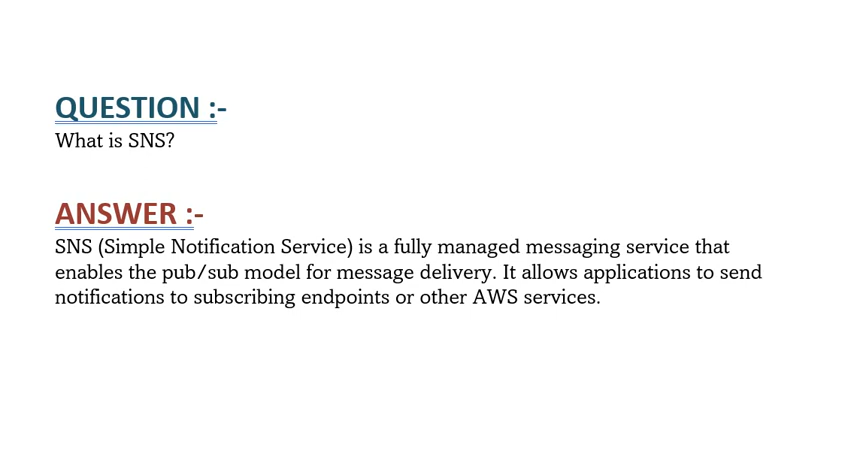 QUESTION :-
What is SNS?
ANSWER :-
SNS (Simple Notification Service) is a fully managed messaging service that
enables the pub/sub model for message delivery. It allows applications to send
notifications to subscribing endpoints or other AWS services.